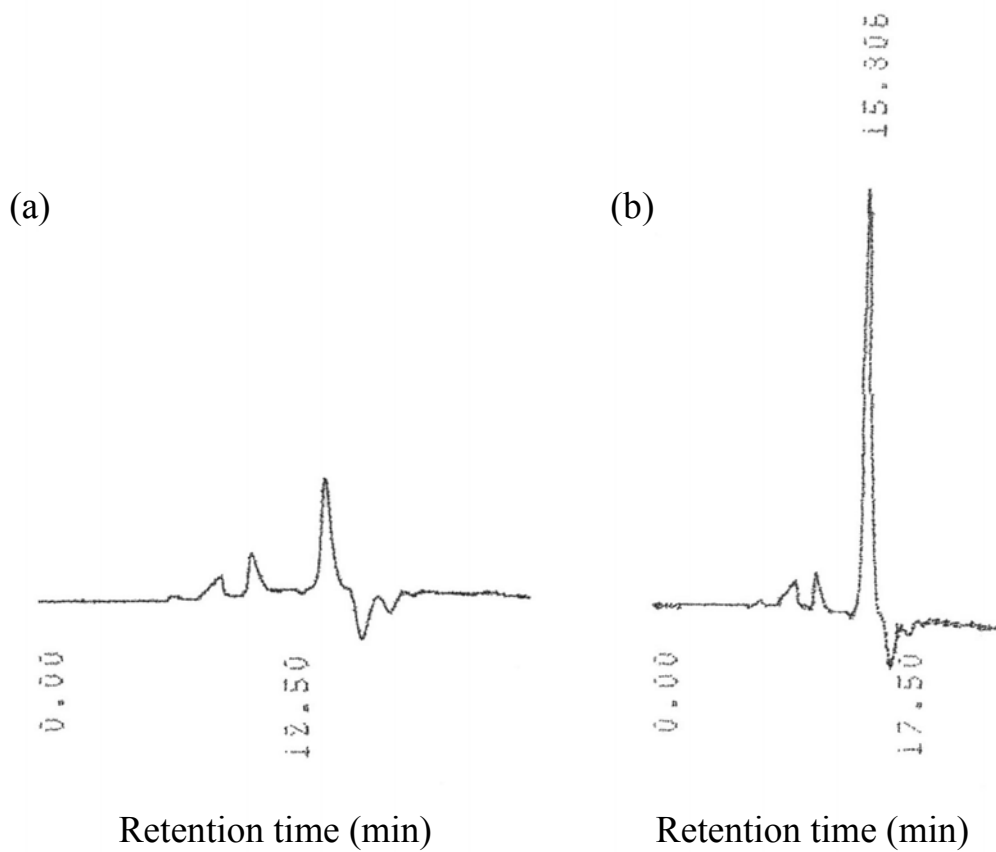 (a)
(b)
15.306
0.00
12.50
0.00
17.50
Retention time (min)
Retention time (min)